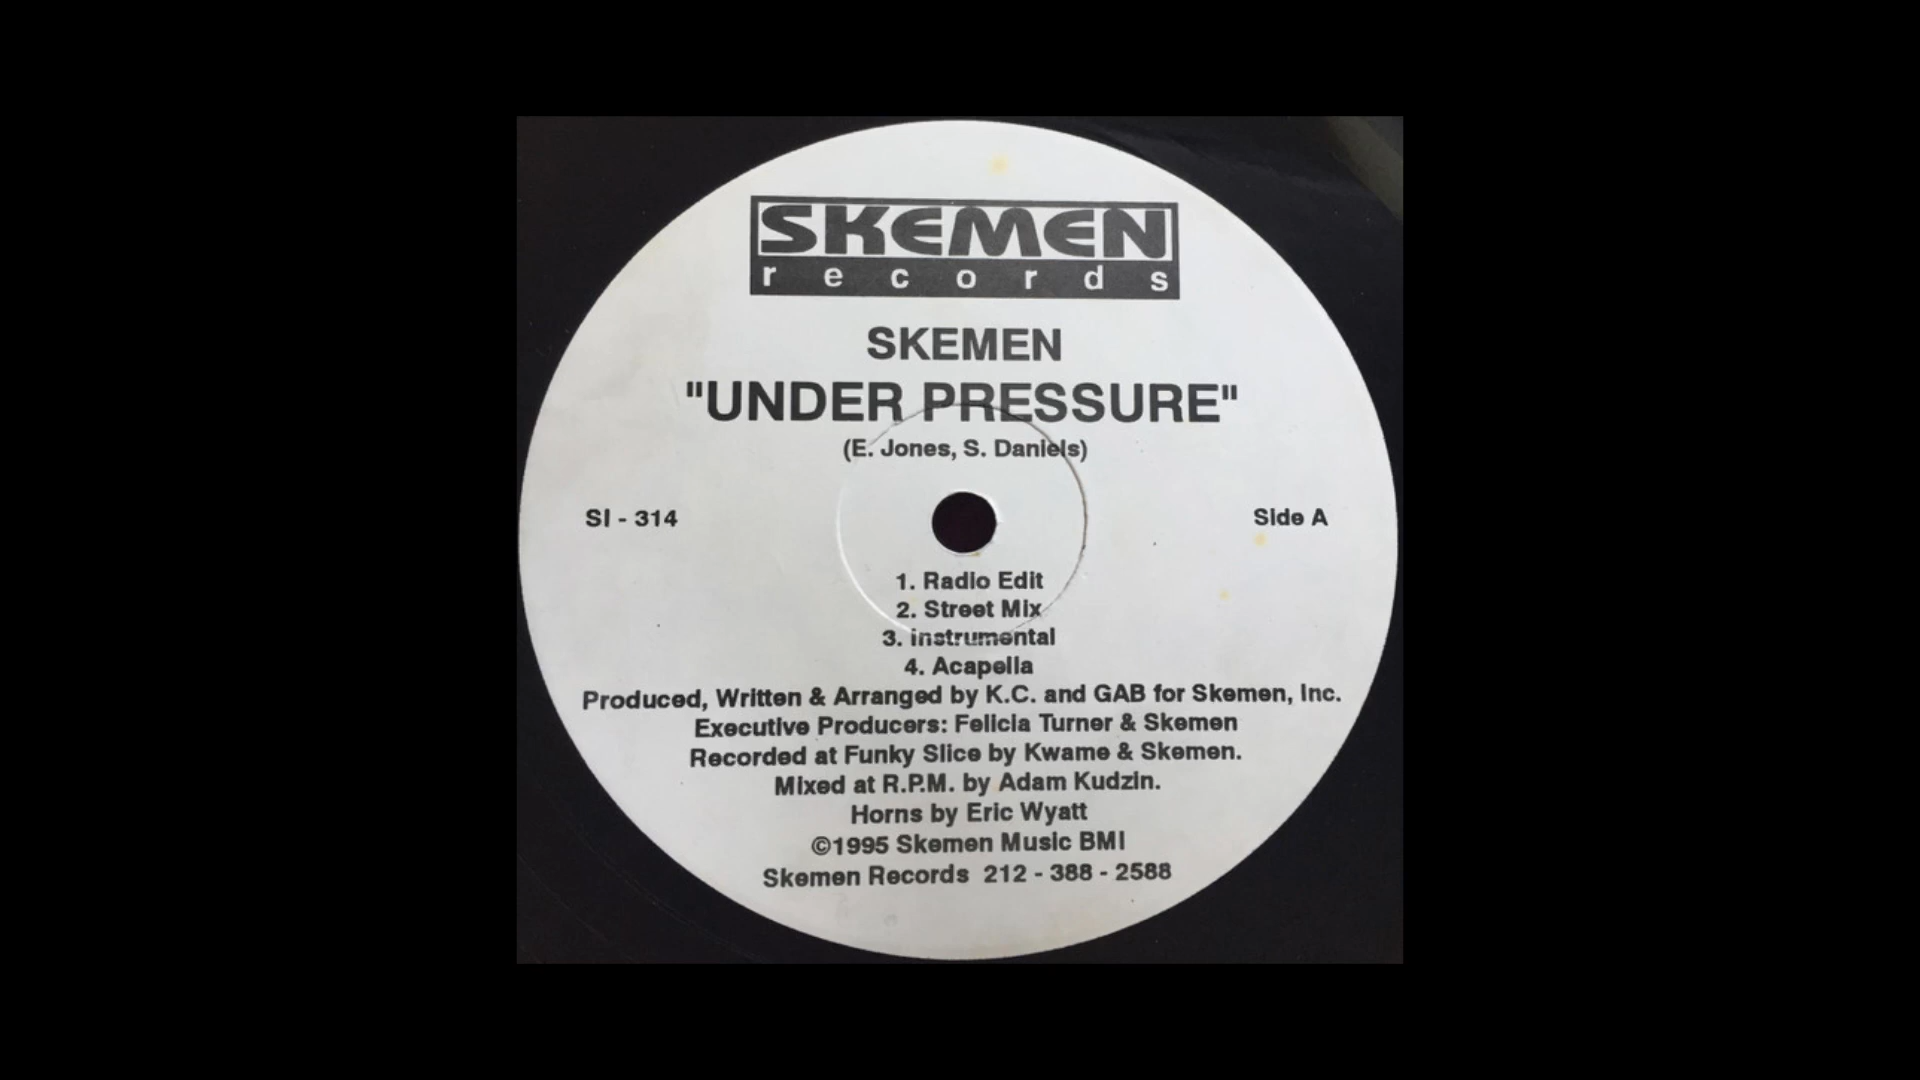 SKEMEN
records
SKEMEN
"UNDER PRESSURE"
(E. Jones, S. Daniels)
SI - 314
Side A
1. Radio Edit
2. Street Mix
3. instrumental
4. Acapella
Produced, Written & Arranged by K.C. and GAB for Skemen, Inc.
Executive Producers: Felicia Turner & Skemen
Recorded at Funky Slice by Kwame & Skemen.
Mixed at R.P.M. by Adam Kudzin.
Horns by Eric Wyatt
©1995 Skemen Music BMI
Skemen Records 212 - 388 - 2588